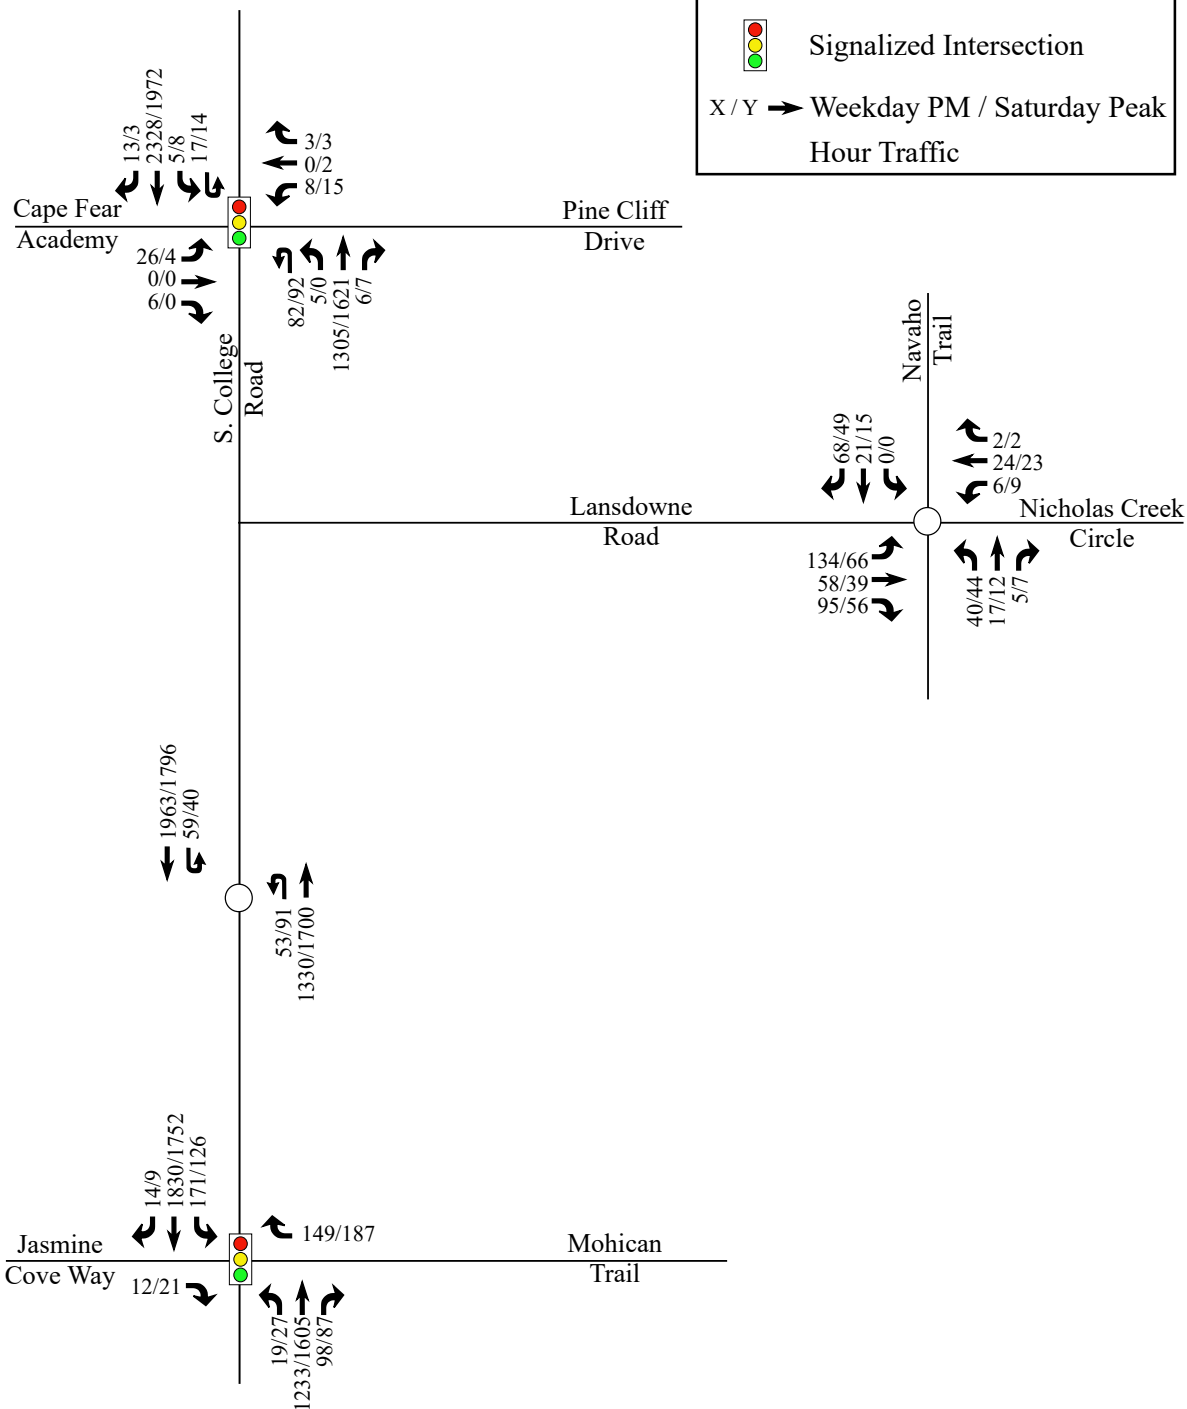 Signalized Intersection
X / Y Weekday PM / Saturday Peak
Hour Traffic
13/3
2328/1972
5/8
17/14
3/3
0/2
8/15
Cape Fear
Academy
Pine Cliff
Drive
26/4
0/0
6/0
82/92
5/0
1305/1621
6/7
S. College
Road
Navaho
Trail
68/49
21/15
0/0
2/2
24/23
6/9
Lansdowne
Road
Nicholas Creek
Circle
134/66
58/39
95/56
40/44
17/12
5/7
1963/1796
59/40
53/91
1330/1700
14/9
1830/1752
171/126
149/187
Jasmine
Cove Way
Mohican
Trail
12/21
19/27
1233/1605
98/87